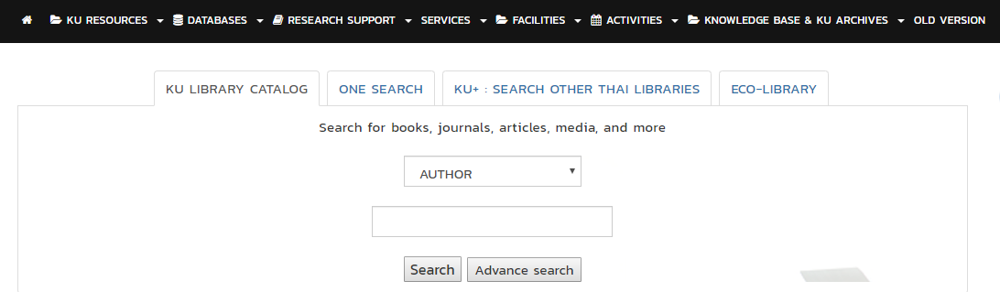 KU RESOURCES DATABASES RESEARCH SUPPORT SERVICES FACILITIES ACTIVITIES KNOWLEDGE BASE & KU ARCHIVES OLD VERSION
KU LIBRARY CATALOG ONE SEARCH KU+ : SEARCH OTHER THAI LIBRARIES ECO-LIBRARY
Search for books, journals, articles, media, and more
AUTHOR
Search Advance search